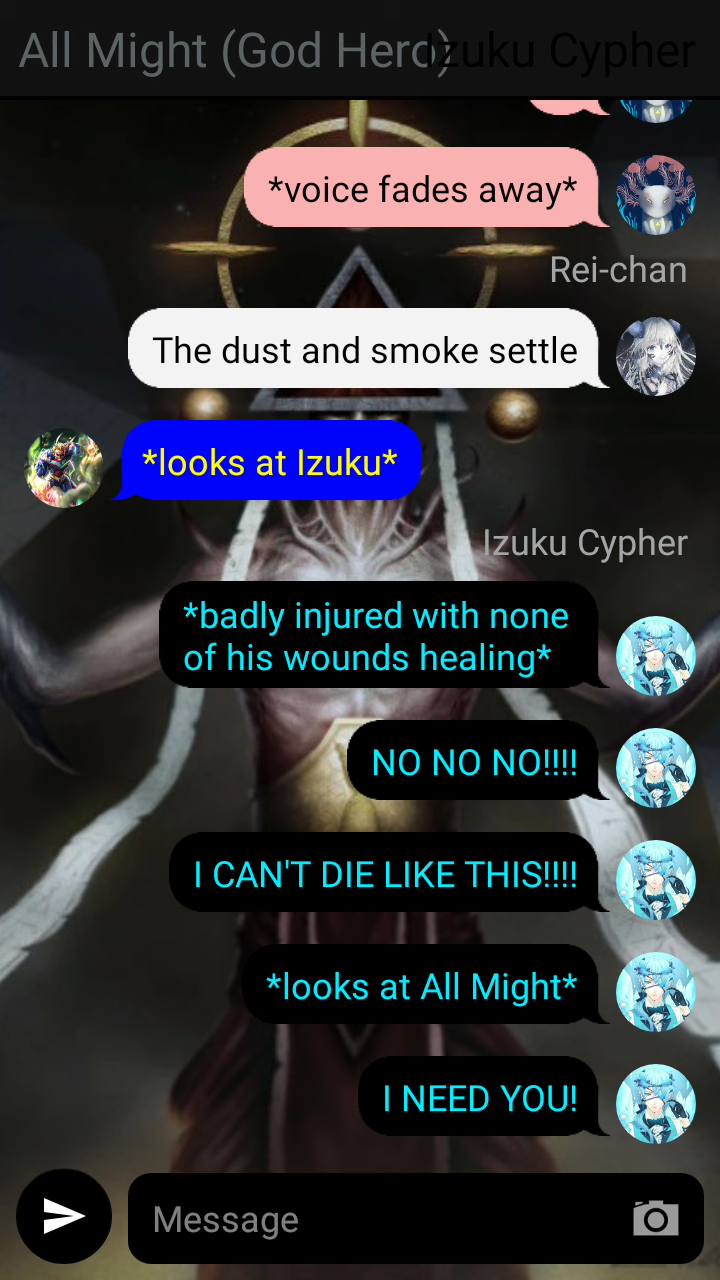 All Might (God Hero)
Izuku Cypher
*voice fades away*
Rei-chan
The dust and smoke settle
*looks at Izuku*
Izuku Cypher
*badly injured with none
of his wounds healing*
NO NO NO!!!!
I CAN'T DIE LIKE THIS!!!!
*looks at All Might*
I NEED YOU!
Message